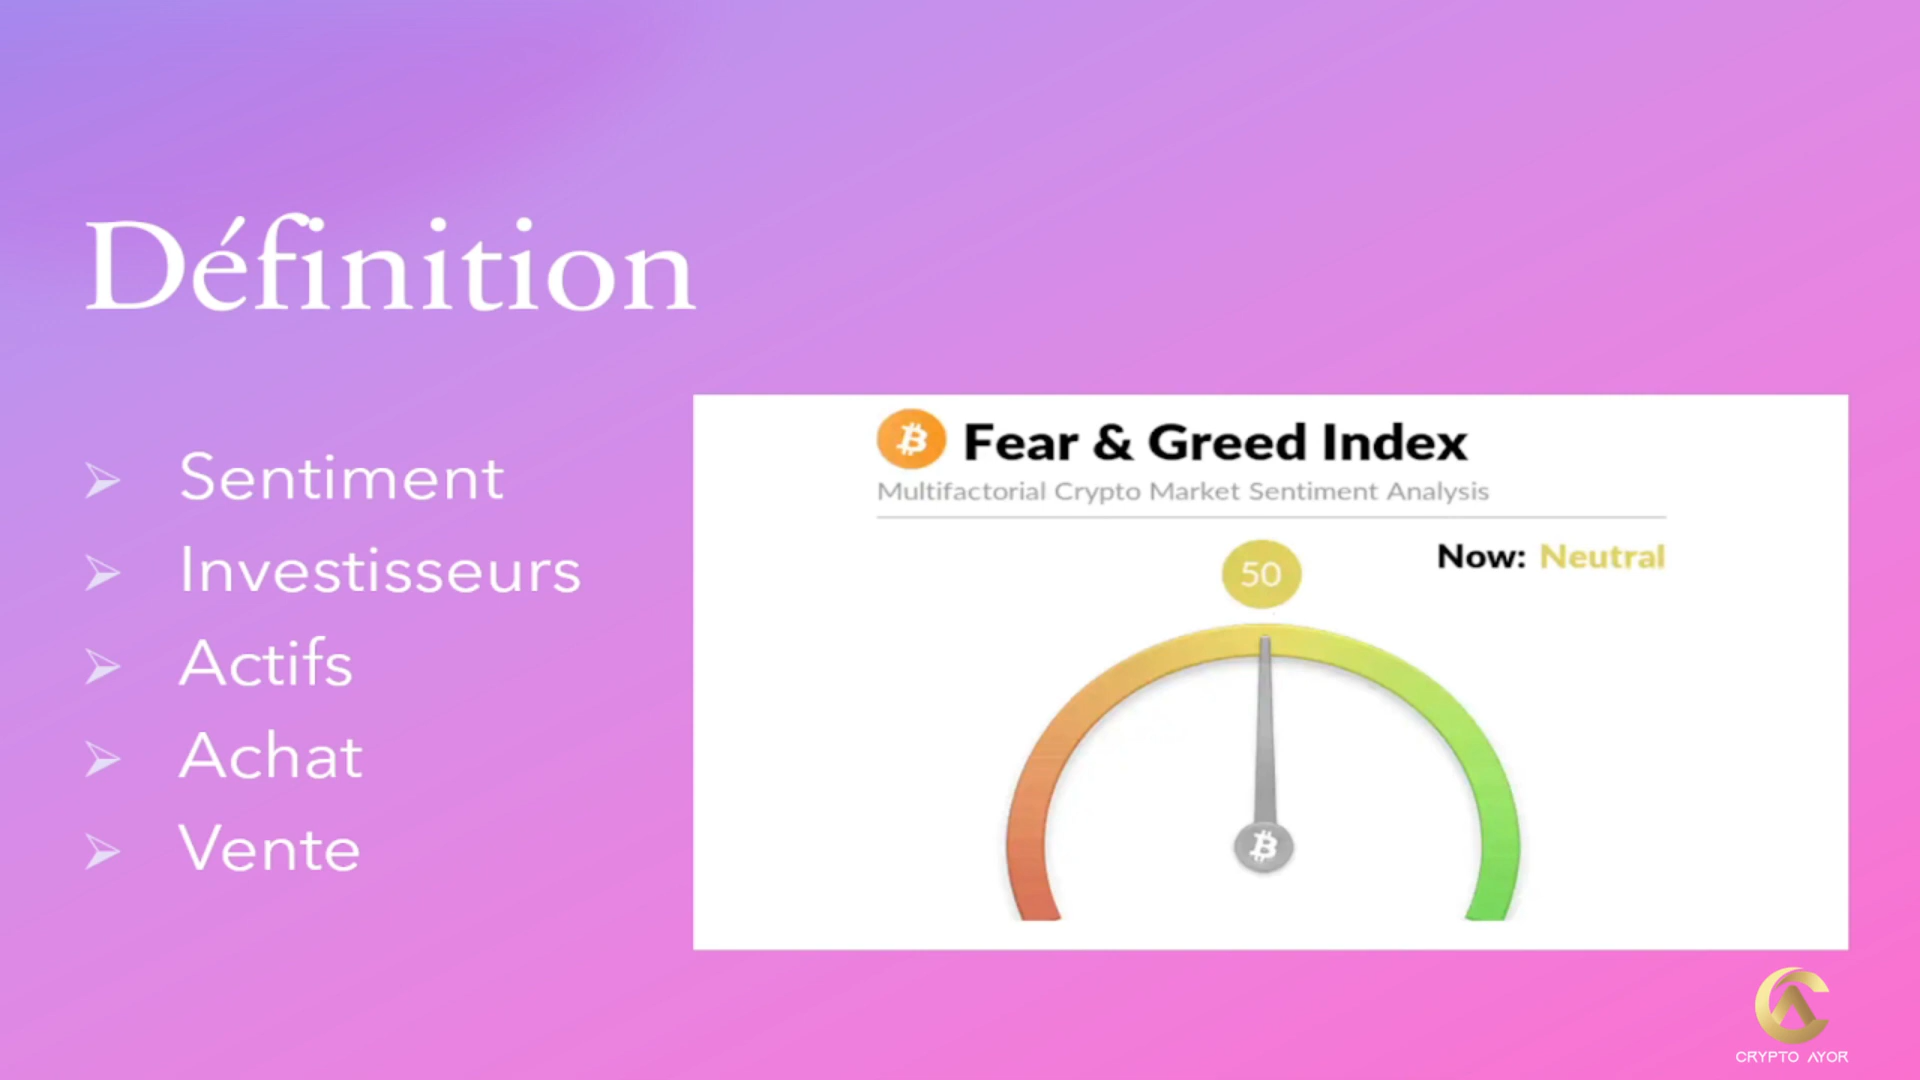 Définition
Sentiment
Investisseurs
Actifs
Achat
Vente
Fear & Greed Index
Multifactorial Crypto Market Sentiment Analysis
Now: Neutral
50
CRYPTO AYOR